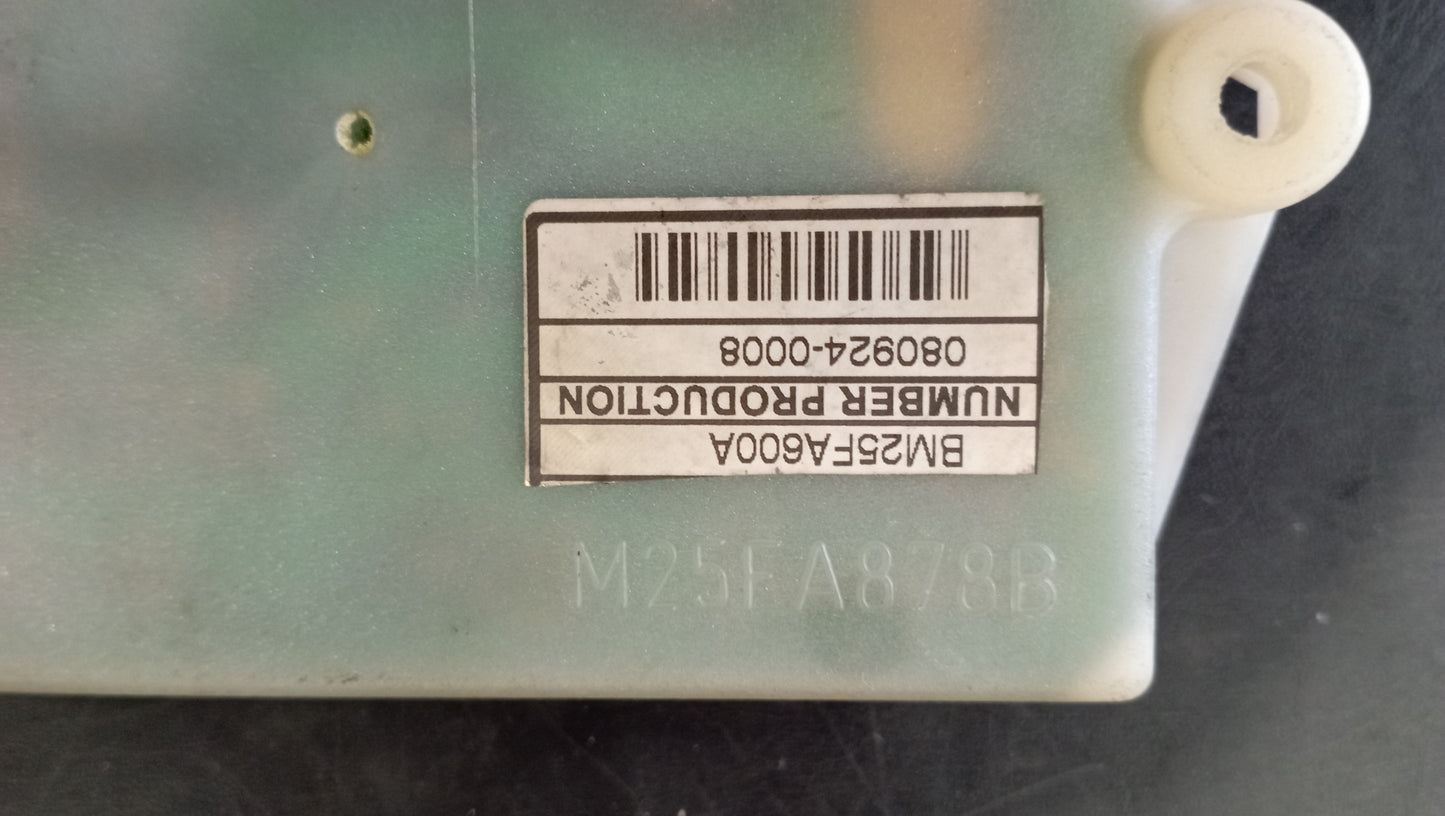 BM25FA600A
NUMBER PRODUCTION
080924-0008
M25FA878B